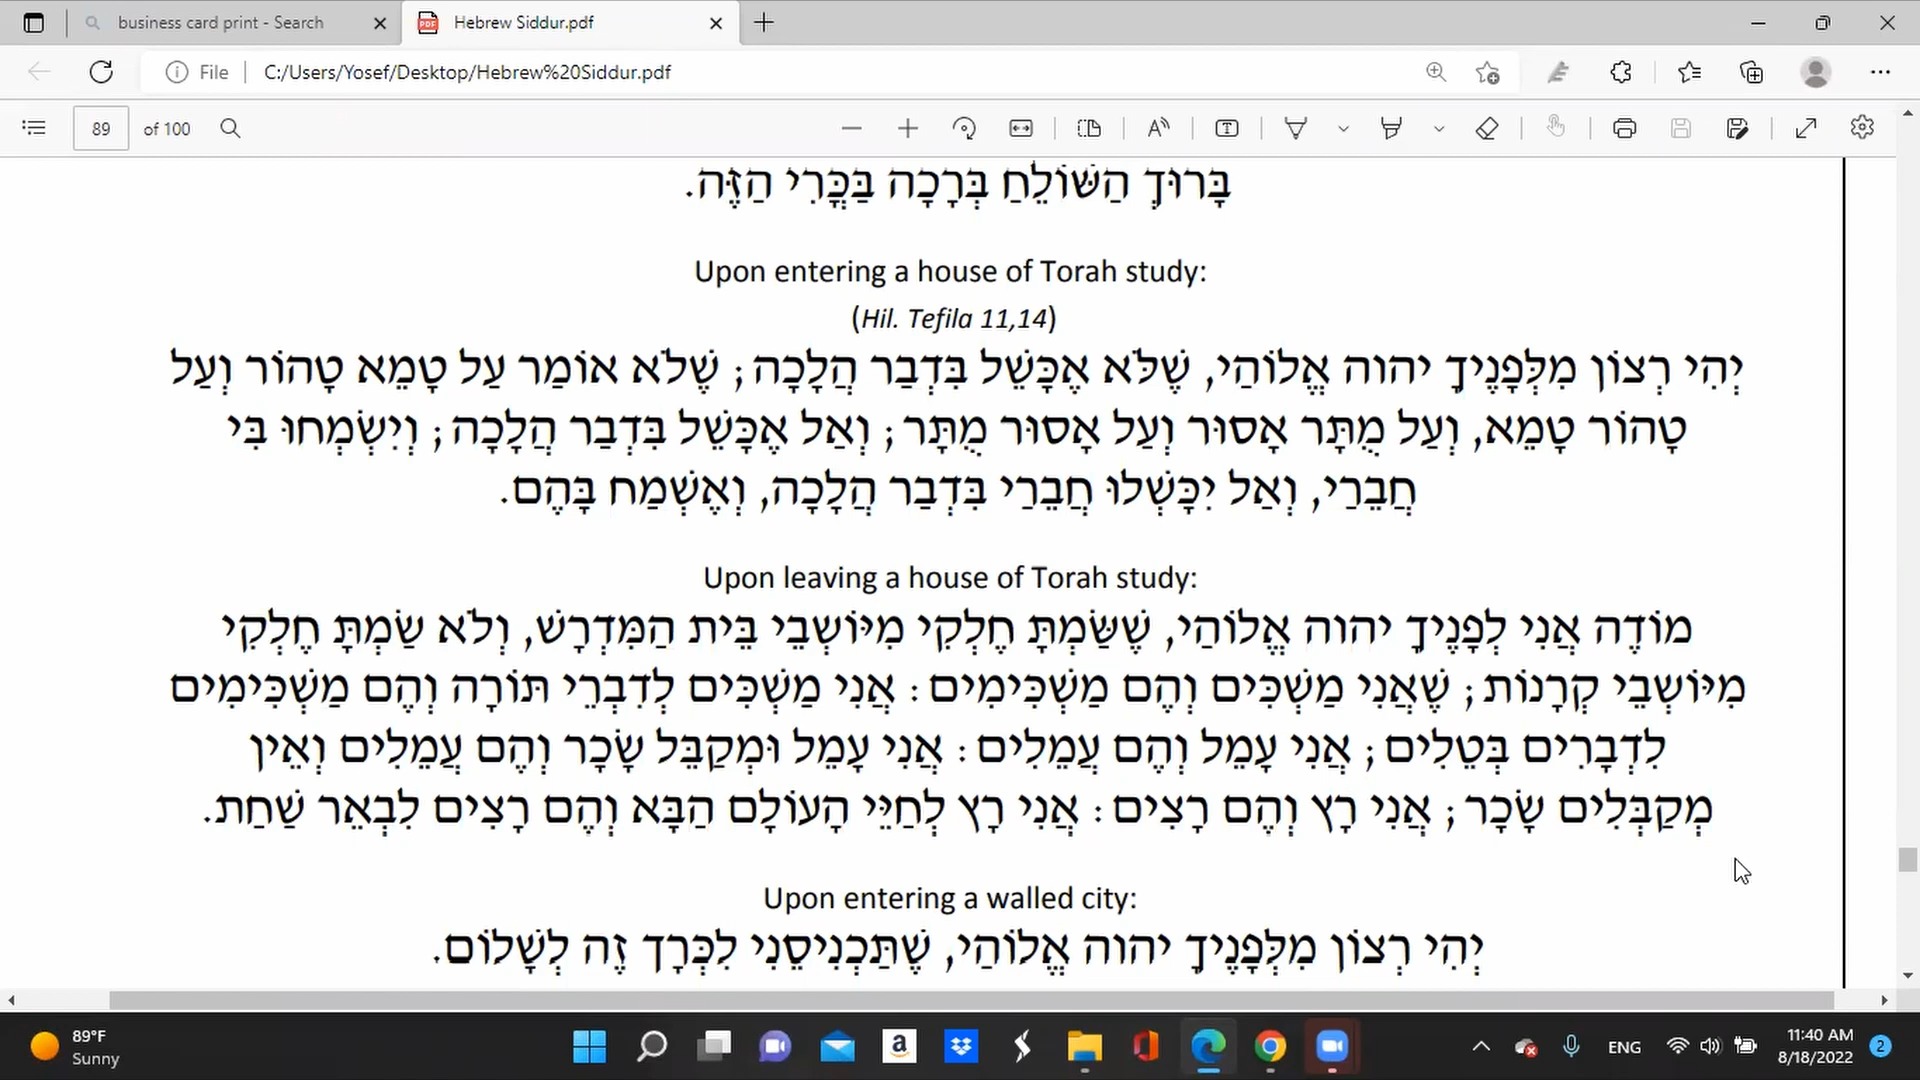 business card print - Search
Hebrew Siddur.pdf
File
C:/Users/Yosef/Desktop/Hebrew%20Siddur.pdf
89 of 100
בָּרוּךְ הַשּׁוֹלֵחַ בְּרָכָה בַּכֳּרִי הַזֶּה.
Upon entering a house of Torah study:
(Hil. Tefila 11,14)
יְהִי רָצוֹן מִלְּפָנֶיךָ יהוה אֱלוֹהַי, שֶׁלֹּא אֶכָּשֵׁל בִּדְבַר הֲלָכָה; שֶׁלֹא אוֹמַר עַל טָמֵא טָהוֹר וְעַל
טָהוֹר טָמֵא, וְעַל מֻתָּר אָסוּר וְעַל אָסוּר מֻתָּר; וְאַל אֶכָּשֵׁל בִּדְבַר הֲלָכָה; וְיִשְׂמְחוּ בִּי
חֲבֵרַי, וְאַל יִכָּשְׁלוּ חֲבֵרַי בִּדְבַר הֲלָכָה, וְאֶשְׂמַח בָּהֶם.
Upon leaving a house of Torah study:
מוֹדֶה אֲנִי לְפָנֶיךָ יהוה אֱלוֹהַי, שֶׁשַּׂמְתָּ חֶלְקִי מִיּוֹשְׁבֵי בֵּית הַמִּדְרָשׁ, וְלֹא שַׂמְתָּ חֶלְקִי
מִיּוֹשְׁבֵי קְרָנוֹת; שֶׁאֲנִי מַשְׁכִּים וְהֶם מַשְׁכִּימִים: אֲנִי מַשְׁכִּים לְדִבְרֵי תּוֹרָה וְהֶם מַשְׁכִּימִים
לִדְבָרִים בְּטֵלִים; אֲנִי עָמֵל וְהֶם עֲמֵלִים: אֲנִי עָמֵל וּמְקַבֵּל שָׂכָר וְהֶם עֲמֵלִים וְאֵין
מְקַבְּלִים שָׂכָר; אֲנִי רָץ וְהֶם רָצִים: אֲנִי רָץ לְחַיֵּי הָעוֹלָם הַבָּא וְהֶם רָצִים לִבְאֵר שַׁחַת.
Upon entering a walled city:
יְהִי רָצוֹן מִלְּפָנֶיךָ יהוה אֱלוֹהַי, שֶׁתַּכְנִיסֵנִי לִכְּרָך זֶה לְשָׁלוֹם.
89°F
Sunny
ENG
11:40 AM
8/18/2022
2